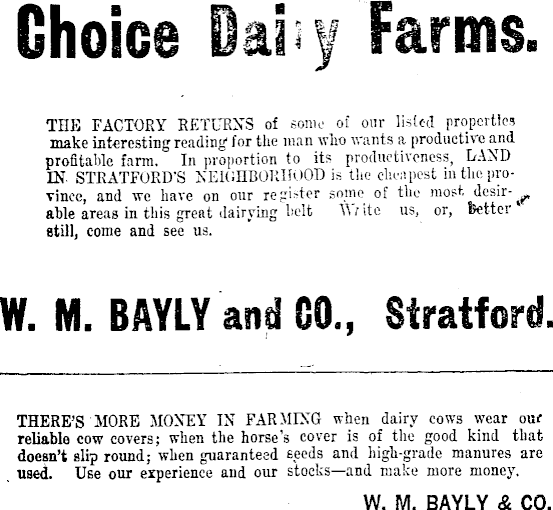 Choice Dairy Farms.
THE FACTORY RETURNS of some of our listed properties
make interesting reading for the man who wants a productive and
profitable farm. In proportion to its productiveness, LAND
IN STRATFORD'S NEIGHBORHOOD is the cheapest in the pro-
vince, and we have on our register some of the most desir-
able areas in this great dairying belt Write us, or, better
still, come and see us.
W. M. BAYLY and CO., Stratford.
THERE'S MORE MONEY IN FARMING when dairy cows wear our
reliable cow covers; when the horse's cover is of the good kind that
doesn't slip round; when guaranteed seeds and high-grade manures are
used. Use our experience and our stocks—and make more money.
W. M. BAYLY & CO.